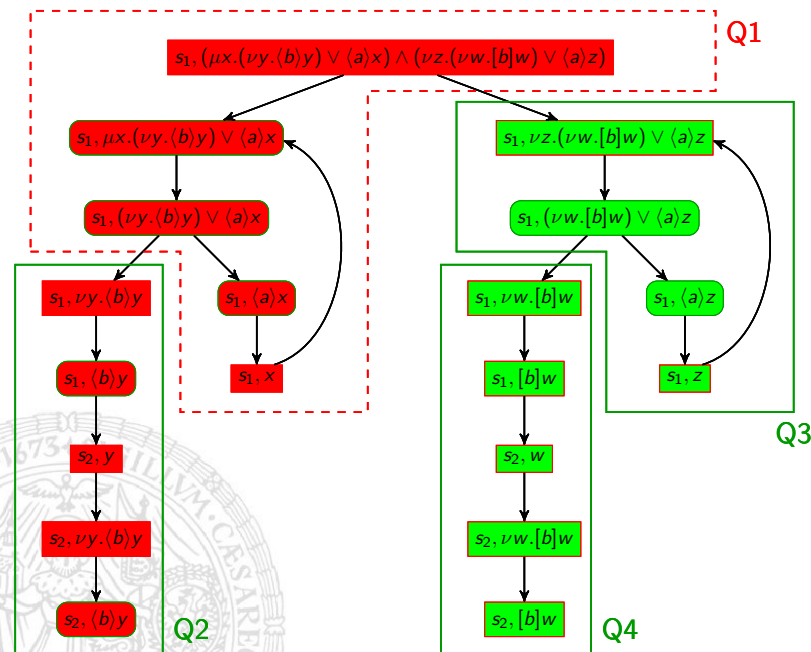 Q1
s₁, (μx.(νy.⟨b⟩y) ∨ ⟨a⟩x) ∧ (νz.(νw.[b]w) ∨ ⟨a⟩z)
s₁, μx.(νy.⟨b⟩y) ∨ ⟨a⟩x
s₁, νz.(νw.[b]w) ∨ ⟨a⟩z
s₁, (νy.⟨b⟩y) ∨ ⟨a⟩x
s₁, (νw.[b]w) ∨ ⟨a⟩z
s₁, νy.⟨b⟩y
s₁, ⟨a⟩x
s₁, νw.[b]w
s₁, ⟨a⟩z
s₁, ⟨b⟩y
s₁, x
s₁, [b]w
s₁, z
Q3
s₂, y
s₂, w
s₂, νy.⟨b⟩y
s₂, νw.[b]w
s₂, ⟨b⟩y
Q2
s₂, [b]w
Q4
1673